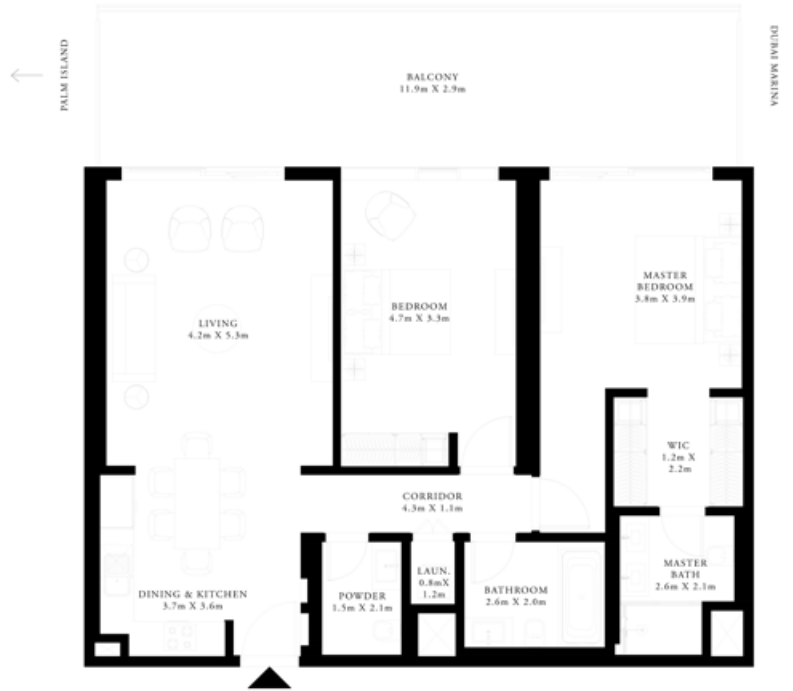 PALM ISLAND
DUBAI MARINA
BALCONY
11.9m X 2.9m
MASTER
BEDROOM
3.8m X 3.9m
BEDROOM
4.7m X 3.3m
LIVING
4.2m X 5.3m
WIC
1.2m X
2.2m
CORRIDOR
4.3m X 1.1m
MASTER
BATH
2.6m X 2.1m
LAUN.
0.8mX
1.2m
DINING & KITCHEN
3.7m X 3.6m
POWDER
1.5m X 2.1m
BATHROOM
2.6m X 2.0m